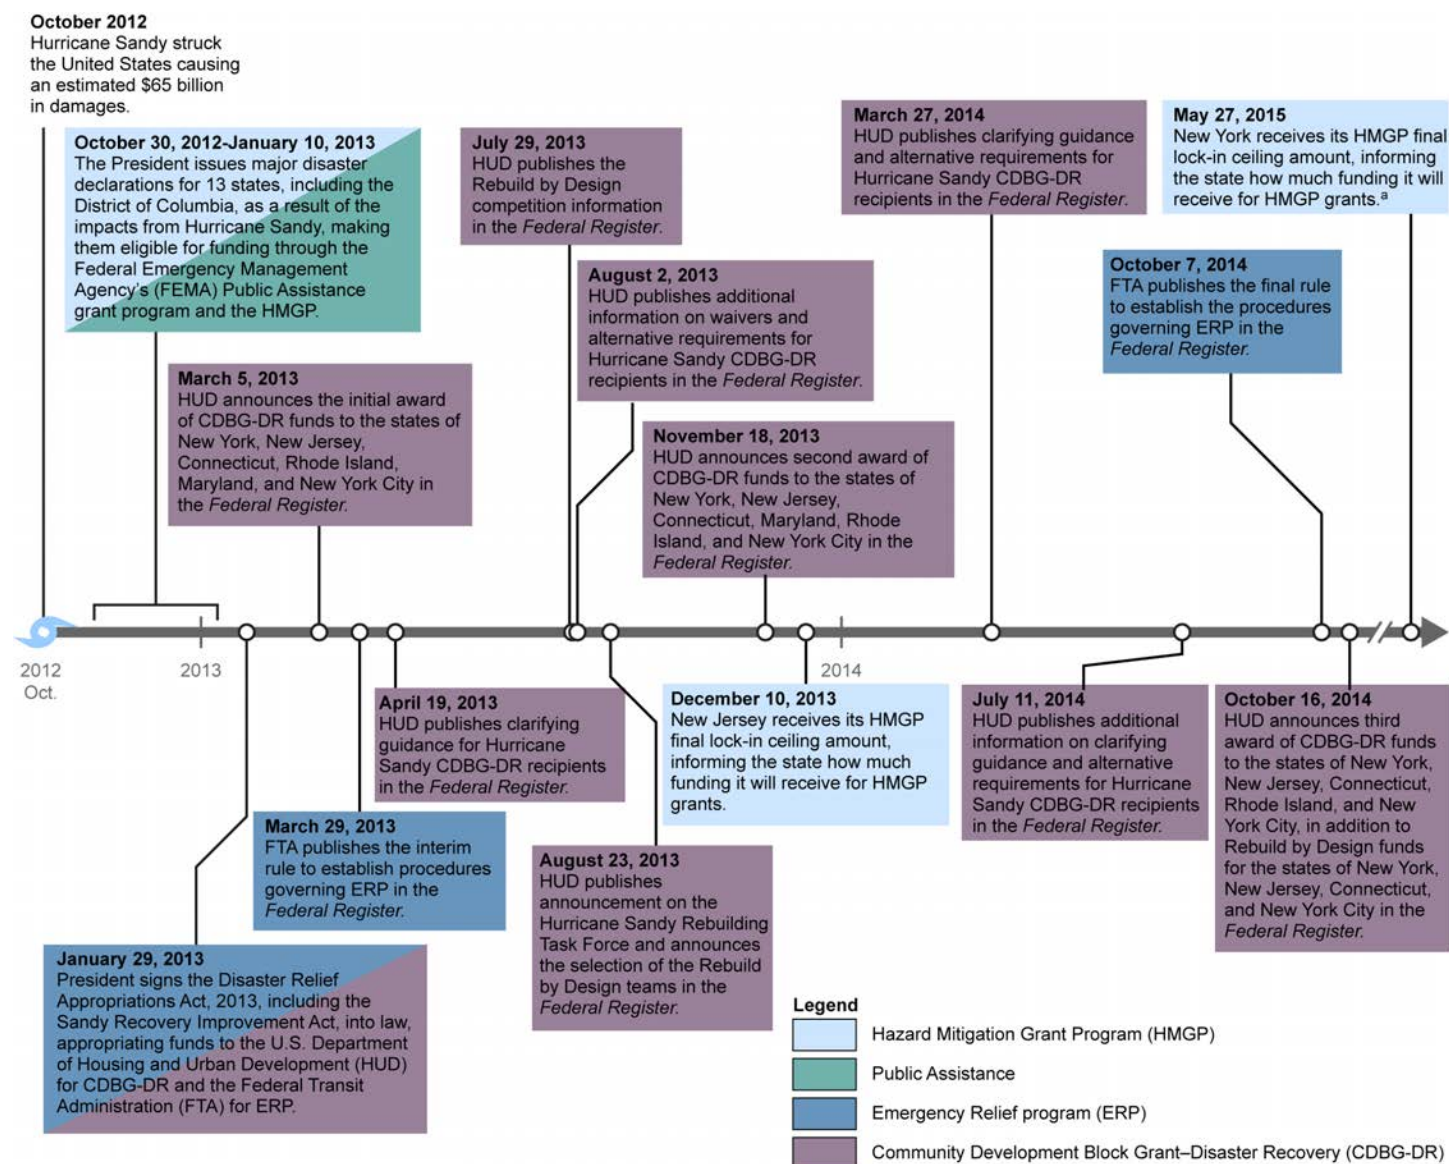 October 2012
Hurricane Sandy struck
the United States causing
an estimated $65 billion
in damages.
October 30, 2012-January 10, 2013
The President issues major disaster
declarations for 13 states, including the
District of Columbia, as a result of the
impacts from Hurricane Sandy, making
them eligible for funding through the
Federal Emergency Management
Agency's (FEMA) Public Assistance
grant program and the HMGP.
July 29, 2013
HUD publishes the
Rebuild by Design
competition information
in the Federal Register.
March 27, 2014
HUD publishes clarifying guidance
and alternative requirements for
Hurricane Sandy CDBG-DR
recipients in the Federal Register.
May 27, 2015
New York receives its HMGP final
lock-in ceiling amount, informing
the state how much funding it will
receive for HMGP grants.a
August 2, 2013
HUD publishes additional
information on waivers and
alternative requirements for
Hurricane Sandy CDBG-DR
recipients in the Federal Register.
October 7, 2014
FTA publishes the final rule
to establish the procedures
governing ERP in the
Federal Register.
March 5, 2013
HUD announces the initial award
of CDBG-DR funds to the states of
New York, New Jersey,
Connecticut, Rhode Island,
Maryland, and New York City in
the Federal Register.
November 18, 2013
HUD announces second award of
CDBG-DR funds to the states of
New York, New Jersey,
Connecticut, Maryland, Rhode
Island, and New York City in the
Federal Register.
2012
Oct.
2013
2014
April 19, 2013
HUD publishes clarifying
guidance for Hurricane
Sandy CDBG-DR recipients
in the Federal Register.
December 10, 2013
New Jersey receives its HMGP
final lock-in ceiling amount,
informing the state how much
funding it will receive for HMGP
grants.
July 11, 2014
HUD publishes additional
information on clarifying
guidance and alternative
requirements for Hurricane
Sandy CDBG-DR recipients
in the Federal Register.
October 16, 2014
HUD announces third
award of CDBG-DR funds
to the states of New York,
New Jersey, Connecticut,
Rhode Island, and New
York City, in addition to
Rebuild by Design funds
for the states of New York,
New Jersey, Connecticut,
and New York City in the
Federal Register.
March 29, 2013
FTA publishes the interim
rule to establish procedures
governing ERP in the
Federal Register.
August 23, 2013
HUD publishes
announcement on the
Hurricane Sandy Rebuilding
Task Force and announces
the selection of the Rebuild
by Design teams in the
Federal Register.
January 29, 2013
President signs the Disaster Relief
Appropriations Act, 2013, including the
Sandy Recovery Improvement Act, into law,
appropriating funds to the U.S. Department
of Housing and Urban Development (HUD)
for CDBG-DR and the Federal Transit
Administration (FTA) for ERP.
Legend
Hazard Mitigation Grant Program (HMGP)
Public Assistance
Emergency Relief program (ERP)
Community Development Block Grant–Disaster Recovery (CDBG-DR)